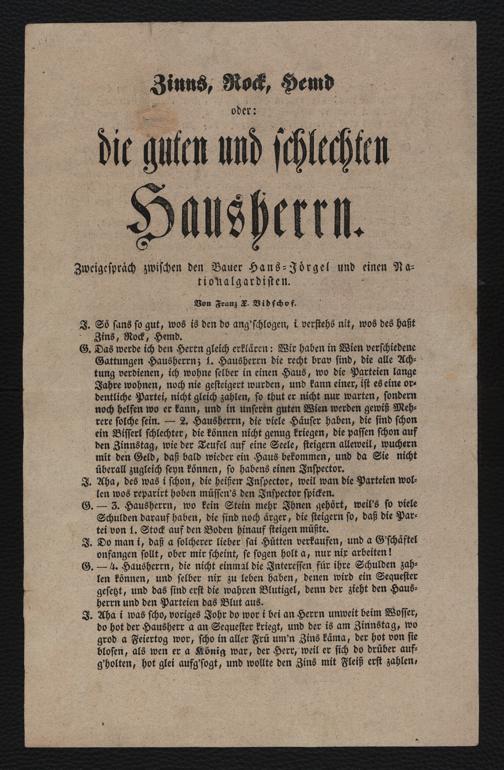 Zinns, Rock, Hemd
oder:
die guten und schlechten
Hausherrn.
Zweigespräch zwischen den Bauer Hans-Jörgel und einen Na-
tionalgardisten.
Von Franz X. Bidschof.
J. Sö sans so gut, wos is den do ang'schlogen, i verstehs nit, wos des haßt
Zins, Rock, Hemd.
G. Das werde ich den Herrn gleich erklären: Wir haben in Wien verschiedene
Gattungen Hausherrn; 1. Hausherrn die recht brav sind, die alle Ach-
tung verdienen, ich wohne selber in einen Haus, wo die Parteien lange
Jahre wohnen, noch nie gesteigert wurden, und kann einer, ist es eine or-
dentliche Partei, nicht gleich zahlen, so thut er nicht nur warten, sondern
noch helfen wo er kann, und in unserm guten Wien werden gewiß Meh-
rere solche sein. — 2. Hausherrn, die viele Häuser haben, die sind schon
ein Bisserl schlechter, die können nicht genug kriegen, die passen schon auf
den Zinnstag, wie der Teufel auf eine Seele, steigern alleweil, wuchern
mit den Geld, daß bald wieder ein Haus bekommen, und da Sie nicht
überall zugleich seyn können, so habens einen Inspector.
J. Aha, des was i schon, die heißen Inspector, weil wan die Parteien wol-
len wos reparirt hoben müssen's den Inspector spicken.
G. — 3. Hausherrn, wo kein Stein mehr Ihnen gehört, weil's so viele
Schulden darauf haben, die sind noch ärger, die steigern so, daß die Par-
tei von 1. Stock auf den Boden hinauf steigen müßte.
J. Do man i, daß a solcherer lieber sai Hütten verkaufen, und a G'schäftel
onfangen sollt, ober mir scheint, se sogen holt a, nur nix arbeiten!
G. — 4. Hausherrn, die nicht einmal die Interessen für ihre Schulden zah-
len können, und selber nix zu leben haben, denen wird ein Sequester
gesetzt, und das sind erst die wahren Blutigel, denn der zieht den Haus-
herrn und den Parteien das Blut aus.
J. Aha i was scho, voriges Johr do wor i bei an Herrn unweit beim Wosser,
do hot der Hausherr a an Sequester kriegt, und der is am Zinnstag, wo
grod a Feiertog wor, scho in aller Frü um'n Zins käma, der hot von sie
blosen, als wen er a König war, der Herr, weil er sich do drüber auf-
g'holten, hot glei aufg'sogt, und wollte den Zins mit Fleiß erst zahlen,